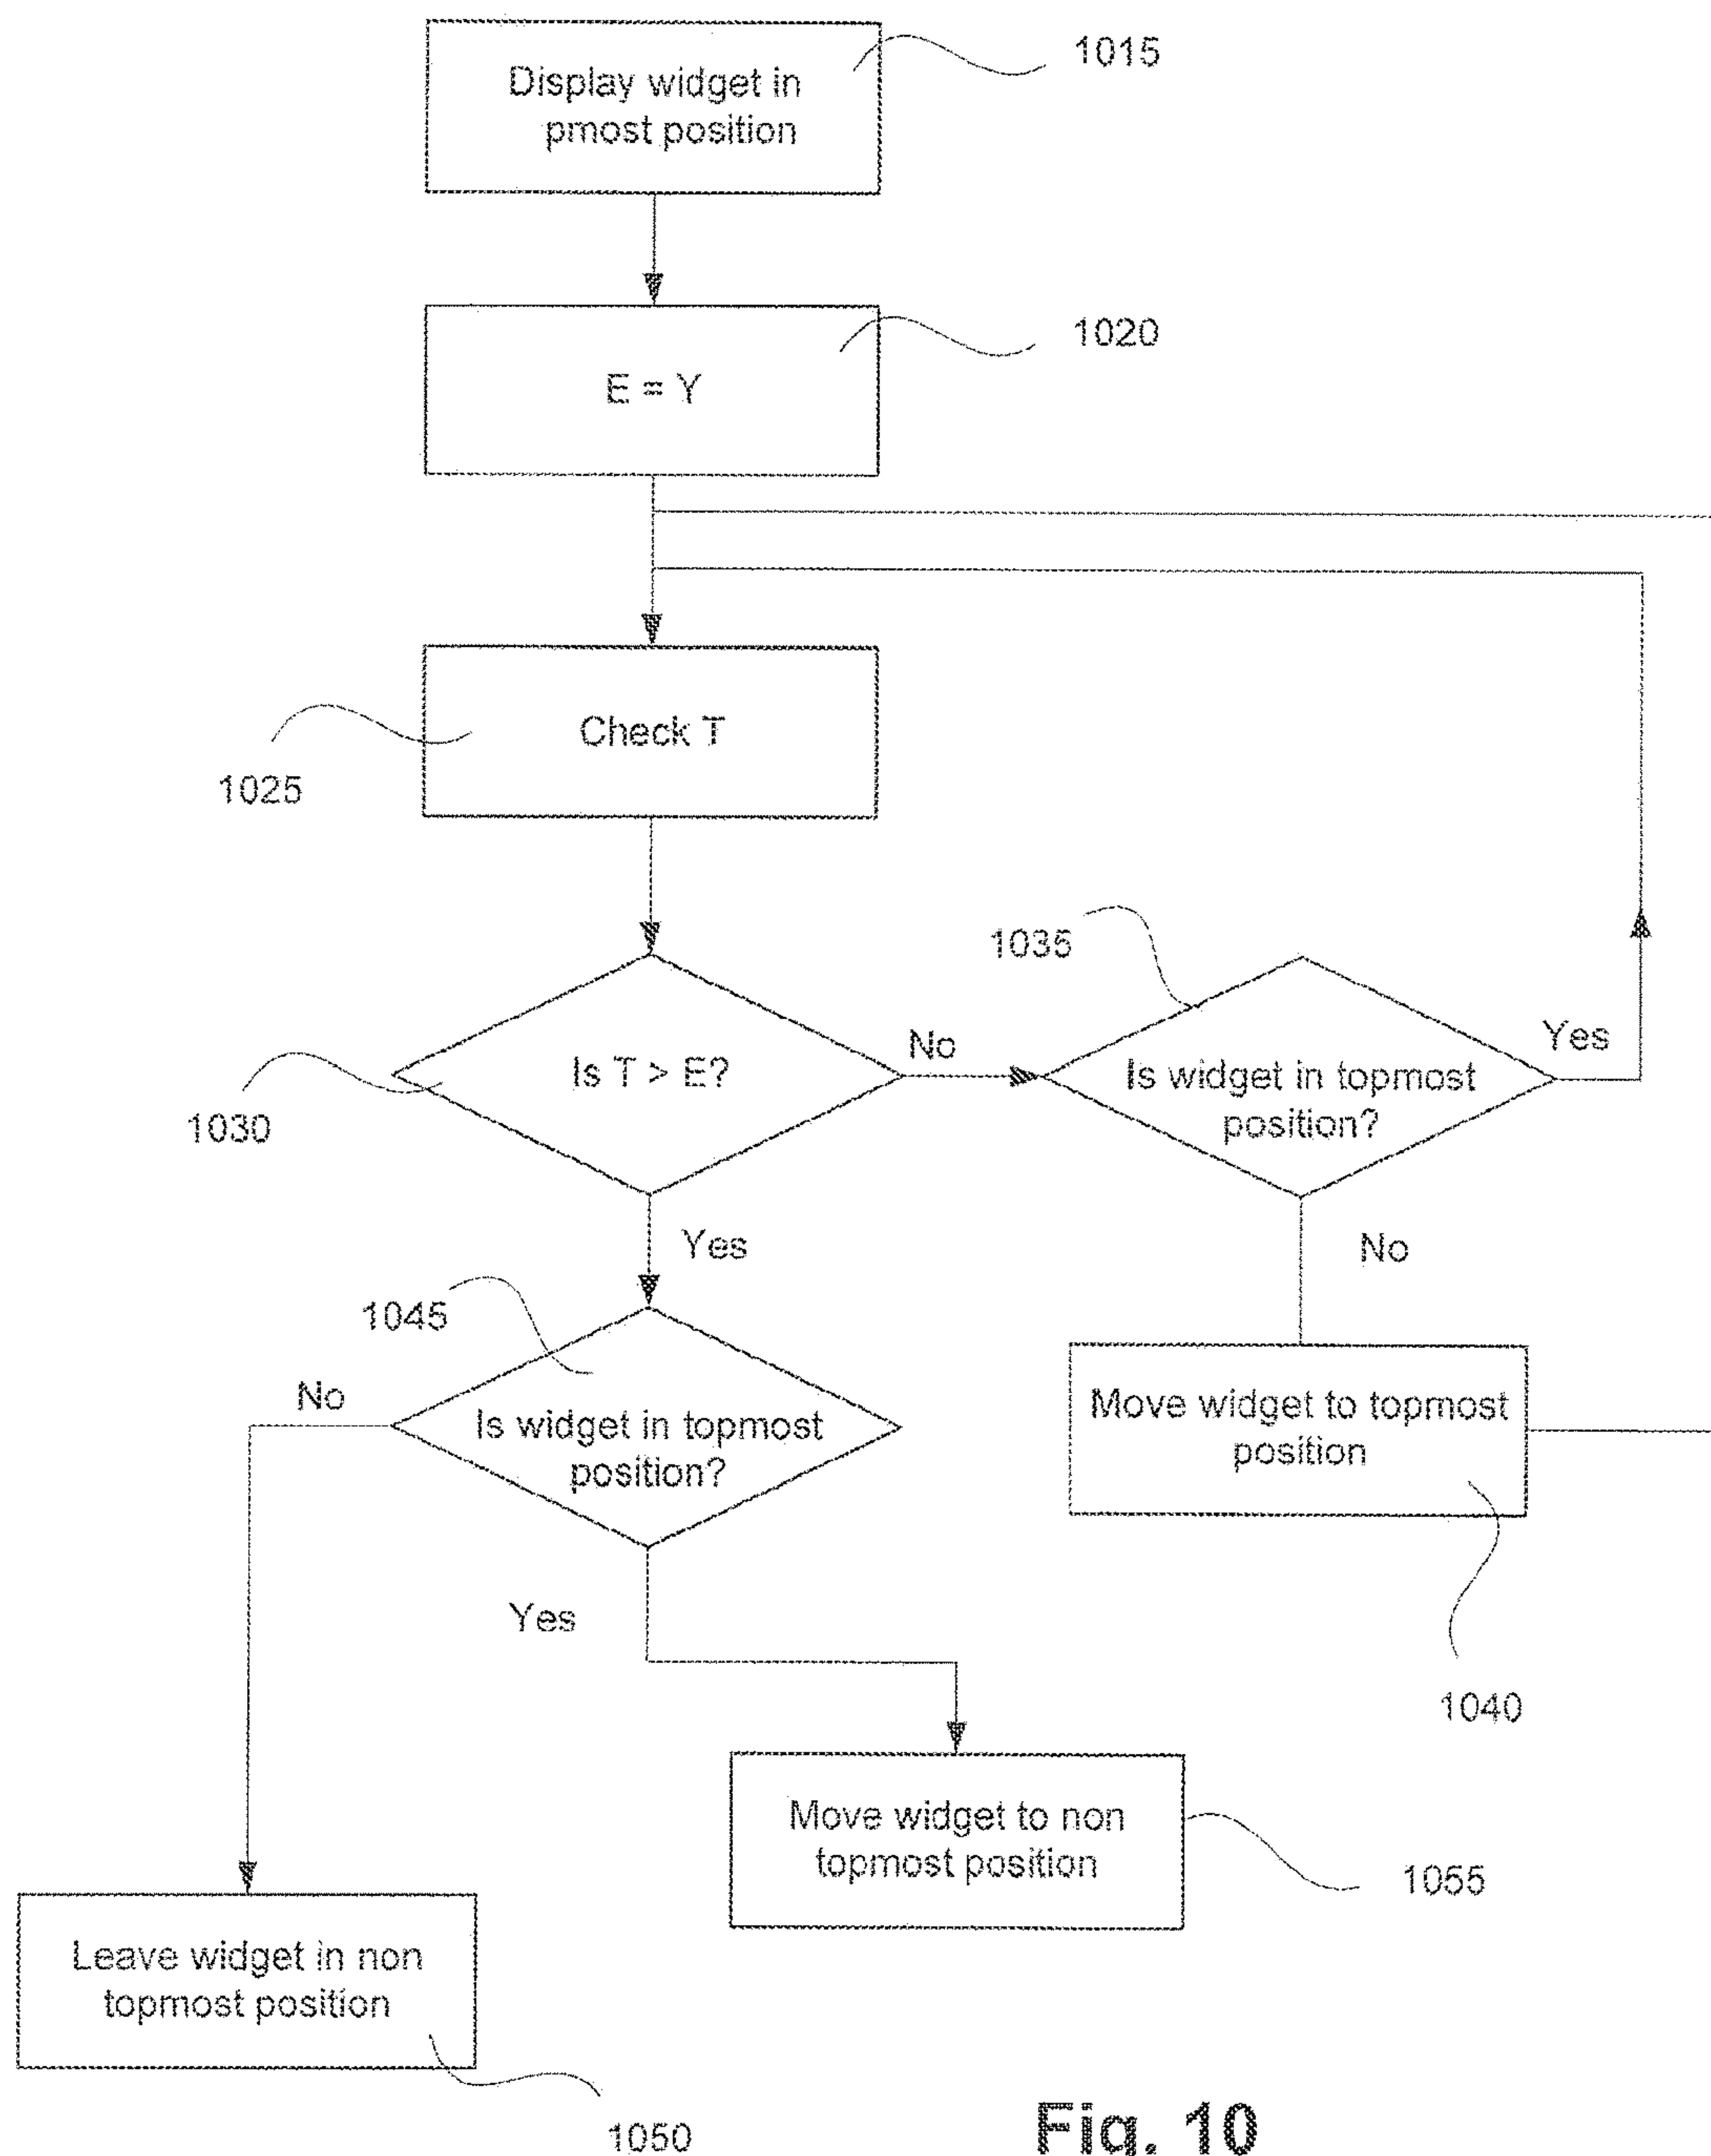 1015
Display widget in
pmost position
1020
E = Y
1025
Check T
1030
Is T > E?
No
1035
Is widget in topmost
position?
Yes
No
Yes
1045
Is widget in topmost
position?
No
Move widget to topmost
position
1040
Yes
Move widget to non
topmost position
1055
Leave widget in non
topmost position
1050
Fig. 10